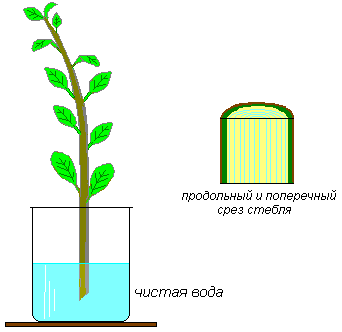 продольный и поперечный
срез стебля
чистая вода